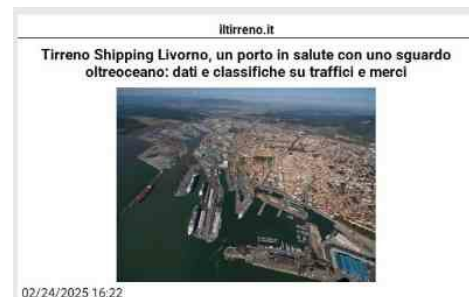 iltirreno.it
Tirreno Shipping Livorno, un porto in salute con uno sguardo
oltreoceano: dati e classifiche su traffici e merci
02/24/2025 16:22